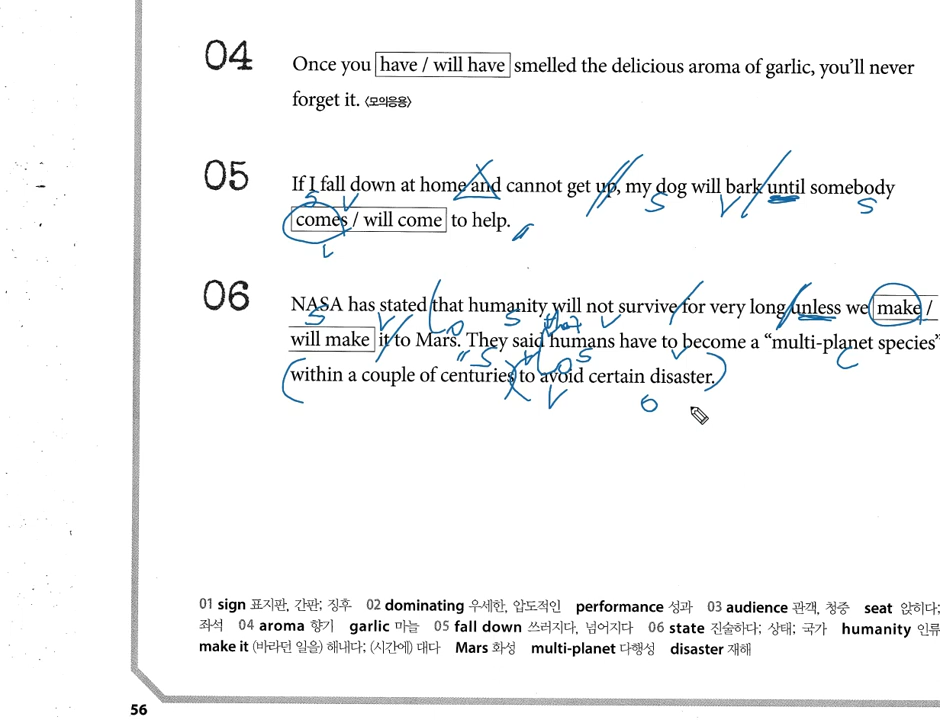 04 Once you have / will have smelled the delicious aroma of garlic, you'll never
forget it. <모의응용>
05 If I fall down at home and cannot get up, my dog will bark until somebody
S V S V S
comes / will come to help.
V
06 NASA has stated that humanity will not survive for very long unless we make /
S V O S that V
will make it to Mars. They said humans have to become a "multi-planet species"
S V O S V C
within a couple of centuries to avoid certain disaster.
V O
01 sign 표지판, 간판; 징후 02 dominating 우세한, 압도적인 performance 성과 03 audience 관객, 청중 seat 앉히다;
좌석 04 aroma 향기 garlic 마늘 05 fall down 쓰러지다, 넘어지다 06 state 진술하다; 상태; 국가 humanity 인류
make it (바라던 일을) 해내다; (시간에) 대다 Mars 화성 multi-planet 다행성 disaster 재해
56